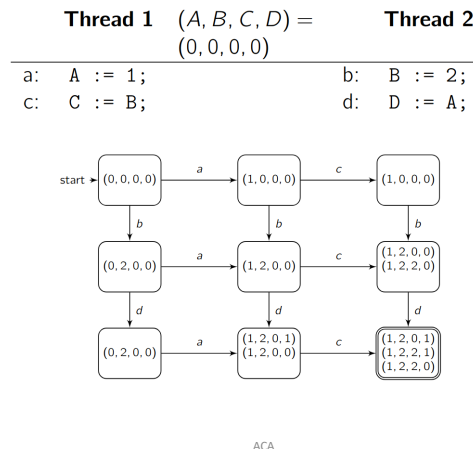 Thread 1 (A, B, C, D) = Thread 2
(0, 0, 0, 0)
a: A := 1; b: B := 2;
c: C := B; d: D := A;
start (0, 0, 0, 0) a (1, 0, 0, 0) c (1, 0, 0, 0)
b b b
(0, 2, 0, 0) a (1, 2, 0, 0) c (1, 2, 0, 0)
(1, 2, 2, 0)
d d d
(0, 2, 0, 0) a (1, 2, 0, 1) c (1, 2, 0, 1)
(1, 2, 0, 0) (1, 2, 2, 1)
(1, 2, 2, 0)
ACA